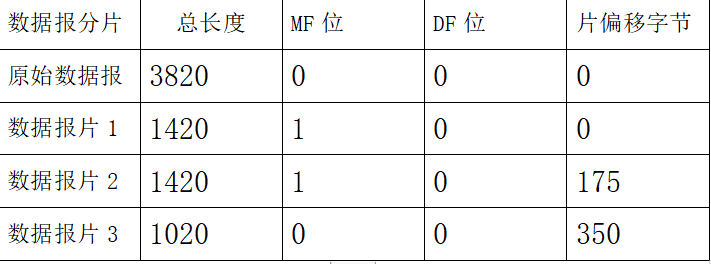 数据报分片 总长度 MF 位 DF 位 片偏移字节
原始数据报 3820 0 0 0
数据报片 1 1420 1 0 0
数据报片 2 1420 1 0 175
数据报片 3 1020 0 0 350